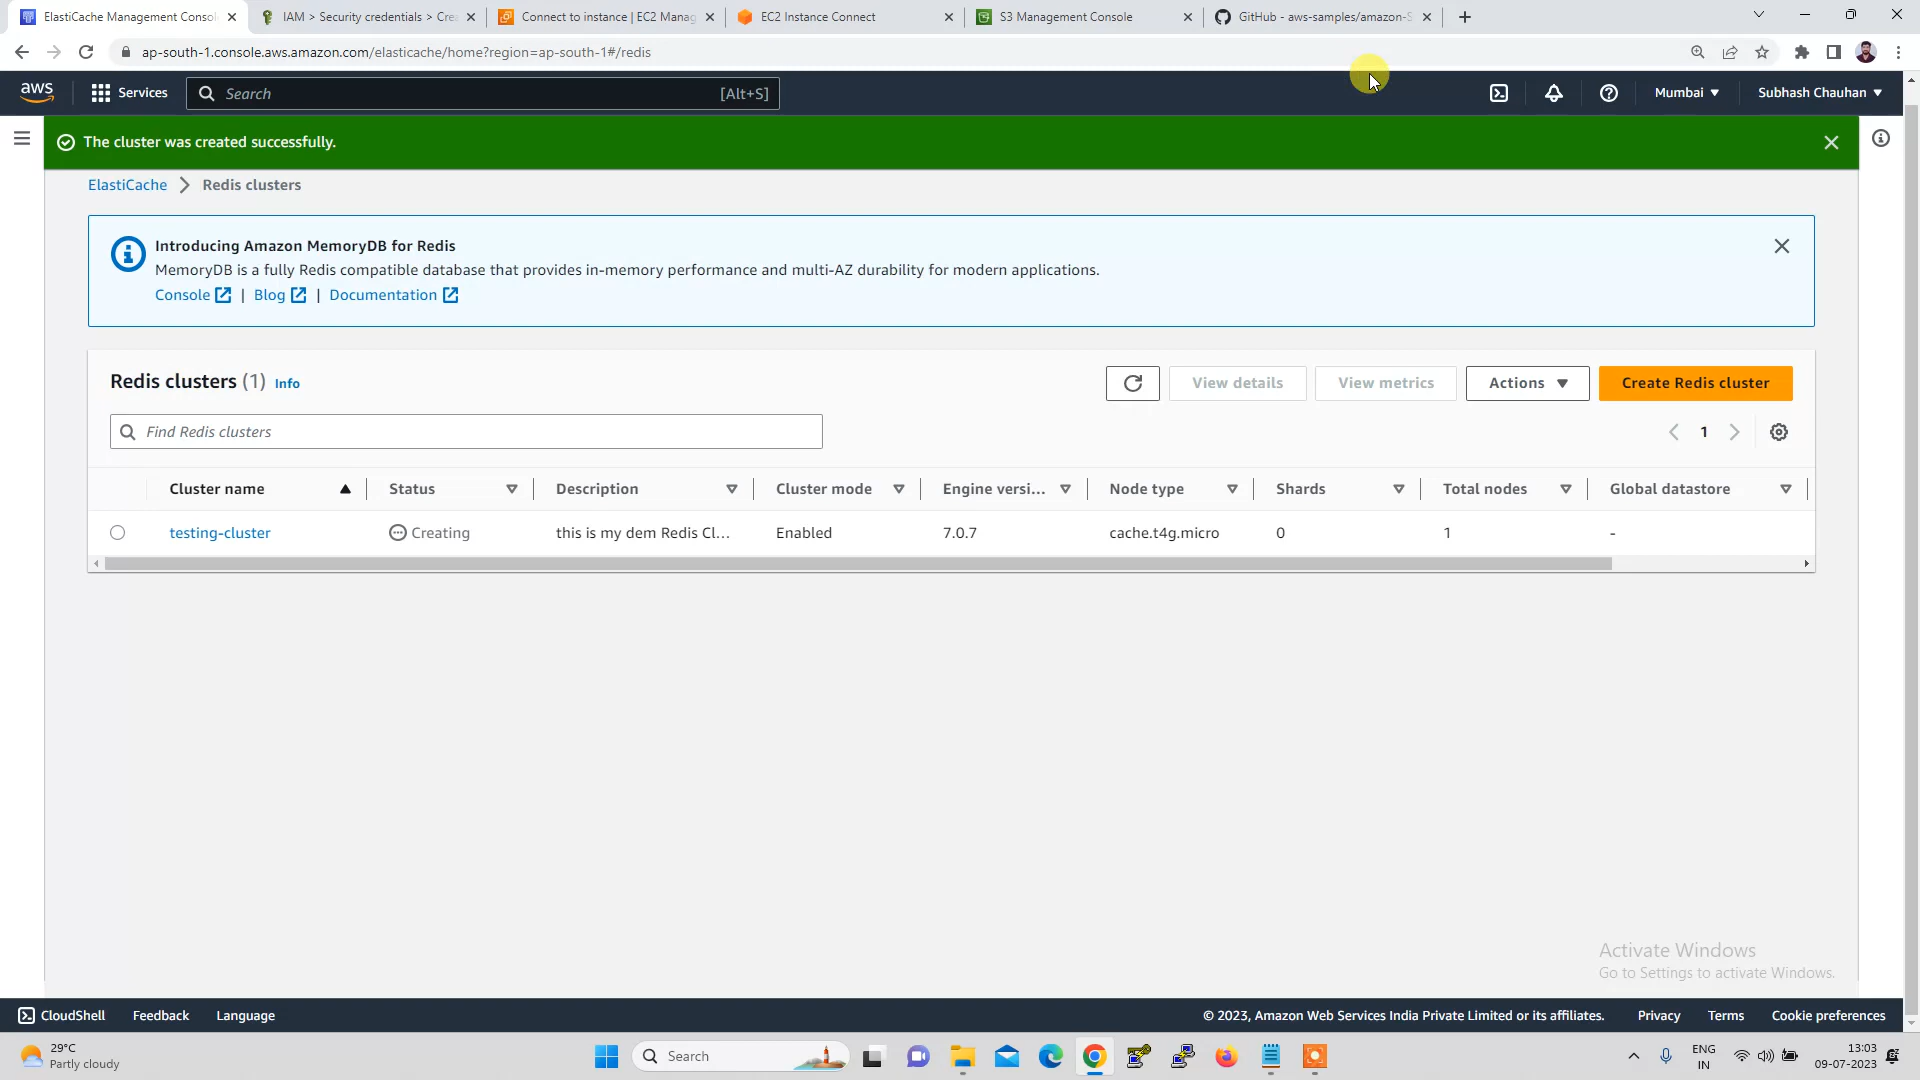 ElastiCache Management Consol
IAM > Security credentials > Crea
Connect to instance | EC2 Manag
EC2 Instance Connect
S3 Management Console
GitHub - aws-samples/amazon-S
ap-south-1.console.aws.amazon.com/elasticache/home?region=ap-south-1#/redis
aws
Services
Search
[Alt+S]
Mumbai
Subhash Chauhan
The cluster was created successfully.
ElastiCache
Redis clusters
Introducing Amazon MemoryDB for Redis
MemoryDB is a fully Redis compatible database that provides in-memory performance and multi-AZ durability for modern applications.
Console | Blog | Documentation
Redis clusters (1) Info
View details
View metrics
Actions
Create Redis cluster
Find Redis clusters
1
Cluster name Status Description Cluster mode Engine versi... Node type Shards Total nodes Global datastore
testing-cluster Creating this is my dem Redis Cl... Enabled 7.0.7 cache.t4g.micro 0 1 -
Activate Windows
Go to Settings to activate Windows.
CloudShell Feedback Language
© 2023, Amazon Web Services India Private Limited or its affiliates. Privacy Terms Cookie preferences
29°C
Partly cloudy
Search
ENG
IN
13:03
09-07-2023